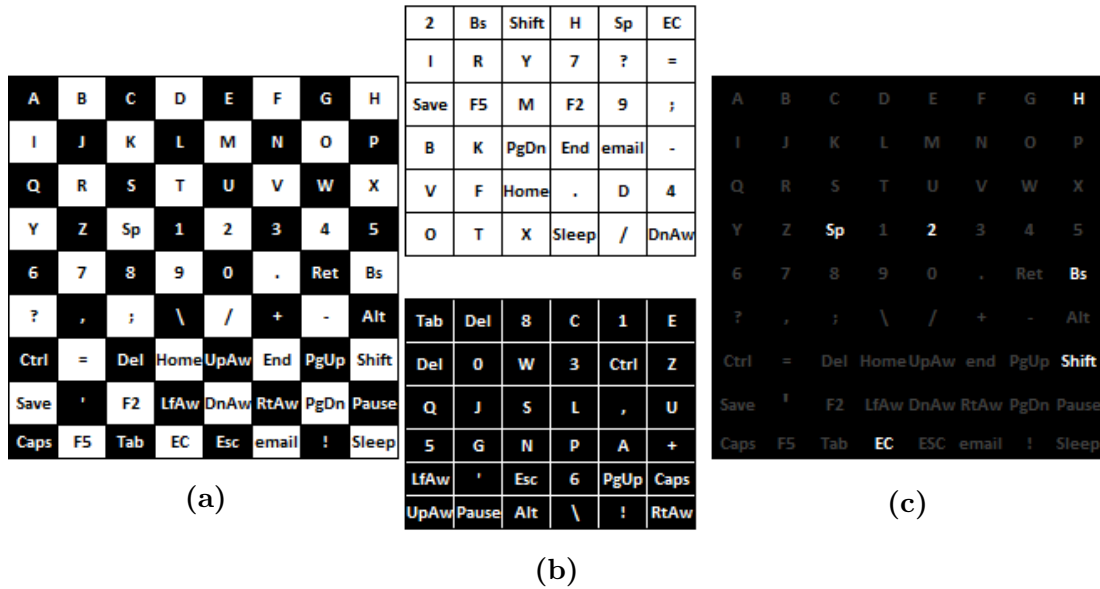 A B C D E F G H
I J K L M N O P
Q R S T U V W X
Y Z Sp 1 2 3 4 5
6 7 8 9 0 . Ret Bs
? , ; \ / + - Alt
Ctrl = Del Home UpAw End PgUp Shift
Save ' F2 LfAw DnAw RtAw PgDn Pause
Caps F5 Tab EC Esc email ! Sleep
(a)
2 Bs Shift H Sp EC
I R Y 7 ? =
Save F5 M F2 9 ;
B K PgDn End email -
V F Home . D 4
O T X Sleep / DnAw
Tab Del 8 C 1 E
Del 0 W 3 Ctrl Z
Q J S L , U
5 G N P A +
LfAw ' Esc 6 PgUp Caps
UpAw Pause Alt \ ! RtAw
(b)
A B C D E F G H
I J K L M N O P
Q R S T U V W X
Y Z Sp 1 2 3 4 5
6 7 8 9 0 . Ret Bs
? , ; \ / + - Alt
Ctrl = Del Home UpAw end PgUp Shift
Save ' F2 LfAw DnAw RtAw PgDn Pause
Caps F5 Tab EC ESC email ! Sleep
(c)